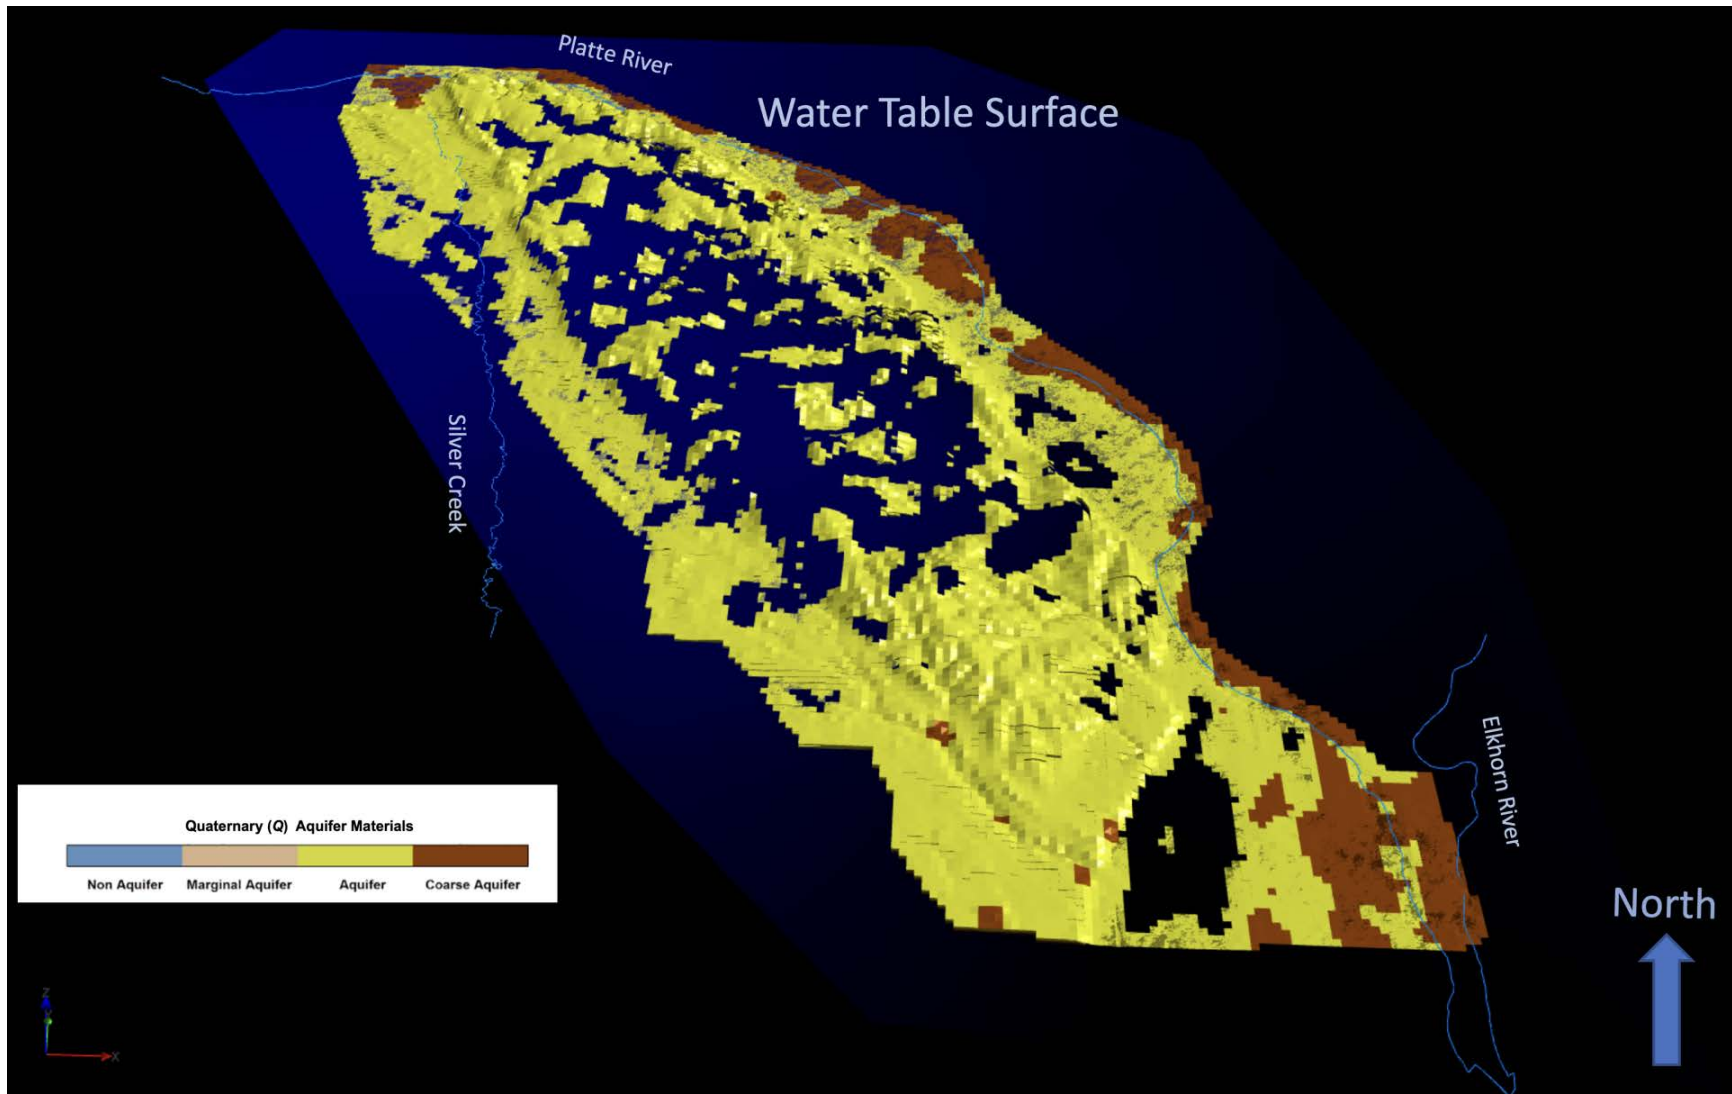 Platte River
Water Table Surface
Silver Creek
Elkhorn River
Quaternary (Q) Aquifer Materials
Non Aquifer Marginal Aquifer Aquifer Coarse Aquifer
North
Z
X